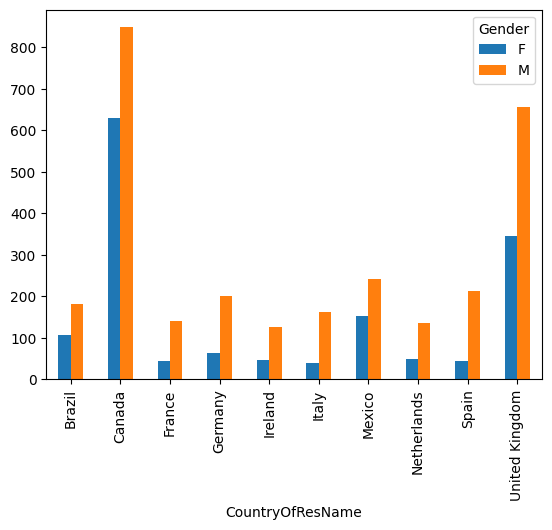 Gender
F
M
800
700
600
500
400
300
200
100
0
Brazil
Canada
France
Germany
Ireland
Italy
Mexico
Netherlands
Spain
United Kingdom
CountryOfResName